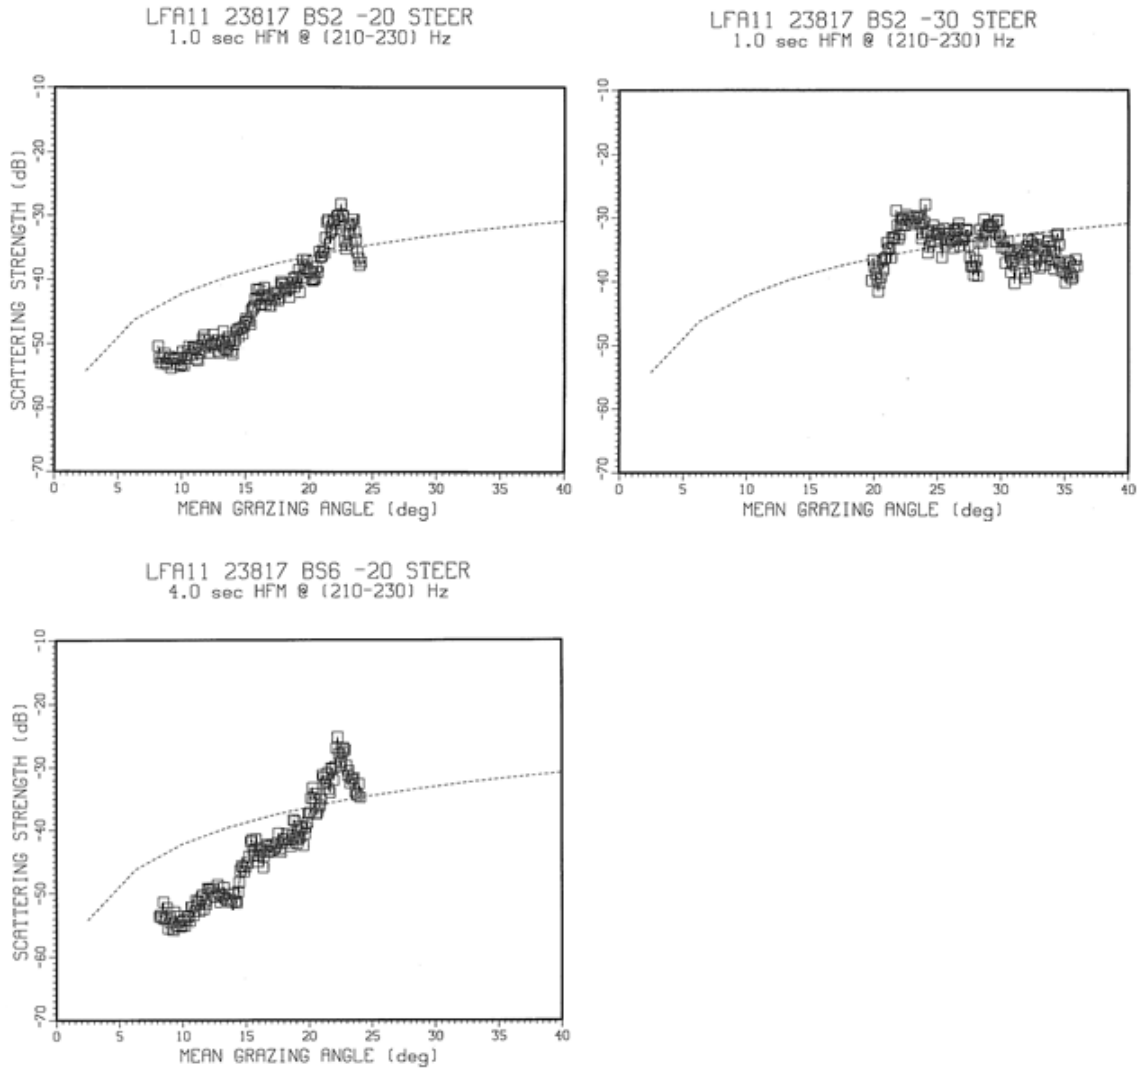 LFA11 23817 BS2 -20 STEER
1.0 sec HFM @ (210-230) Hz
SCATTERING STRENGTH (dB)
-10
-20
-30
-40
-50
-60
-70
0 5 10 15 20 25 30 35 40
MEAN GRAZING ANGLE (deg)
LFA11 23817 BS2 -30 STEER
1.0 sec HFM @ (210-230) Hz
-10
-20
-30
-40
-50
-60
-70
0 5 10 15 20 25 30 35 40
MEAN GRAZING ANGLE (deg)
LFA11 23817 BS6 -20 STEER
4.0 sec HFM @ (210-230) Hz
SCATTERING STRENGTH (dB)
-10
-20
-30
-40
-50
-60
-70
0 5 10 15 20 25 30 35 40
MEAN GRAZING ANGLE (deg)